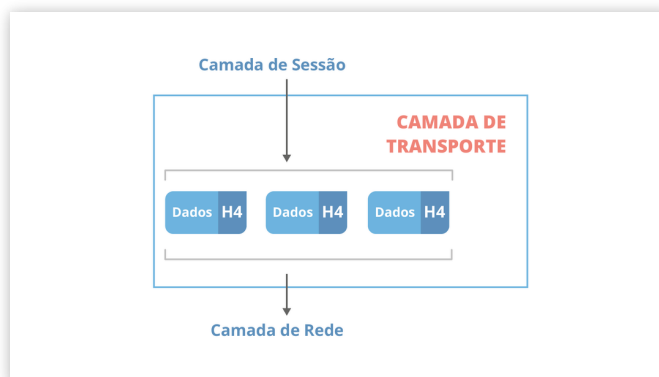 Camada de Sessão
CAMADA DE
TRANSPORTE
Dados H4 Dados H4 Dados H4
Camada de Rede